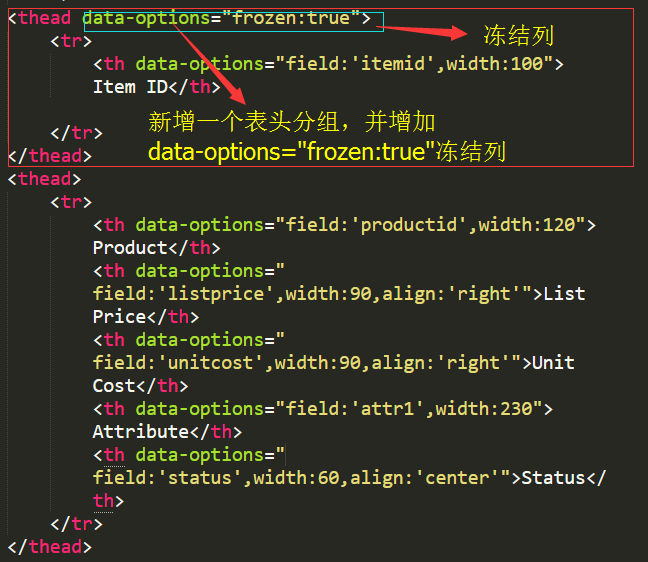 <thead data-options="frozen:true">
冻结列
<tr>
<th data-options="field:'itemid',width:100">
Item ID</th>
新增一个表头分组，并增加
</tr>
data-options="frozen:true"冻结列
</thead>
<thead>
<tr>
<th data-options="field:'productid',width:120">
Product</th>
<th data-options="
field:'listprice',width:90,align:'right'">List
Price</th>
<th data-options="
field:'unitcost',width:90,align:'right'">Unit
Cost</th>
<th data-options="field:'attr1',width:230">
Attribute</th>
<th data-options="
field:'status',width:60,align:'center'">Status</
th>
</tr>
</thead>